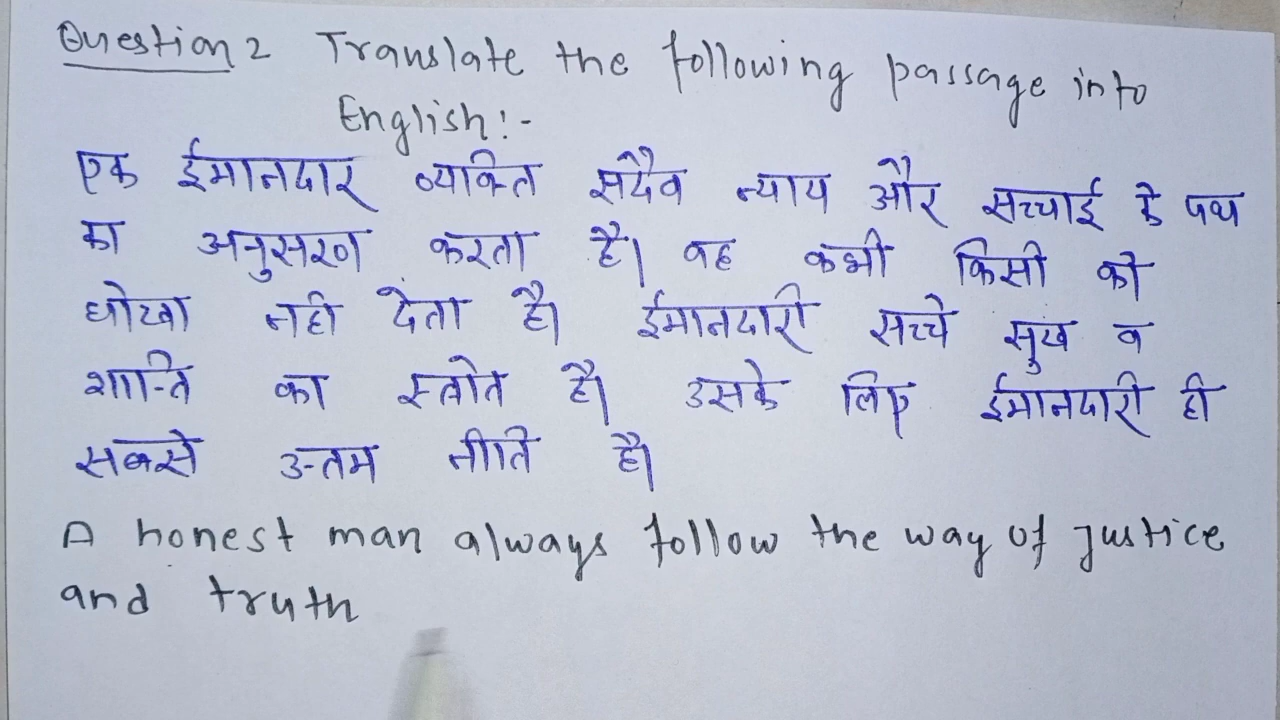 Question 2 Translate the following passage into
English:-
एक ईमानदार व्यक्ति सदैव न्याय और सच्चाई के पथ
का अनुसरण करता है। वह कभी किसी को
धोखा नही देता है। ईमानदारी सच्चे सुख व
शान्ति का स्त्रोत है। उसके लिए ईमानदारी ही
सबसे उत्तम नीति है।
A honest man always follow the way of justice
and truth